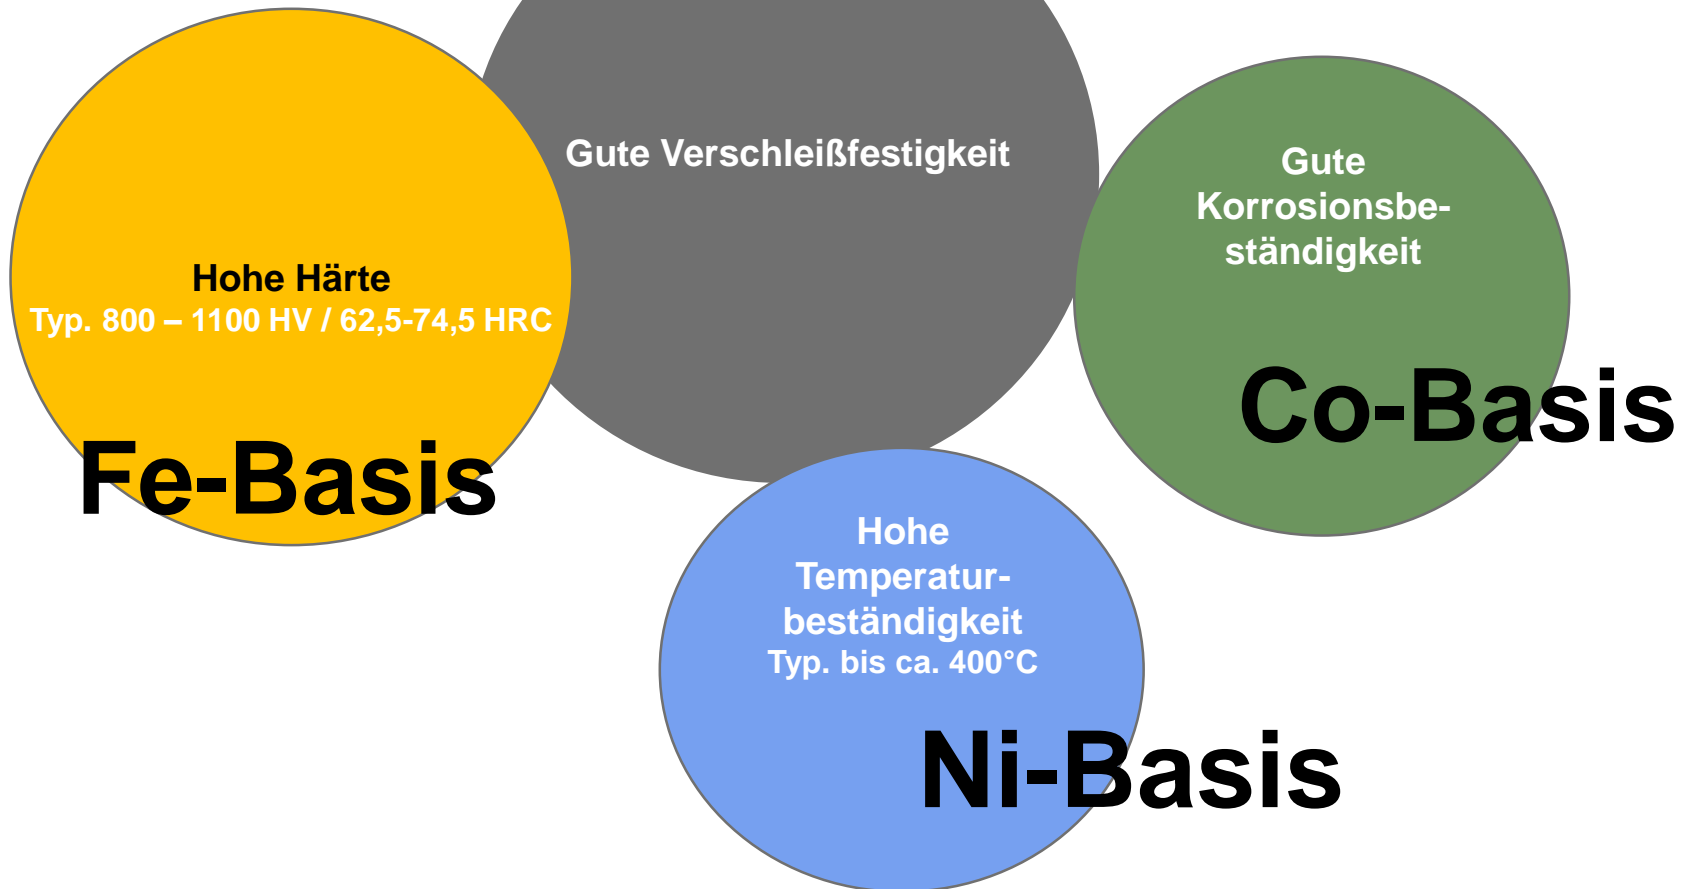 Gute Verschleißfestigkeit
Hohe Härte
Typ. 800 – 1100 HV / 62,5-74,5 HRC
Fe-Basis
Gute
Korrosionsbe-
ständigkeit
Co-Basis
Hohe
Temperatur-
beständigkeit
Typ. bis ca. 400°C
Ni-Basis